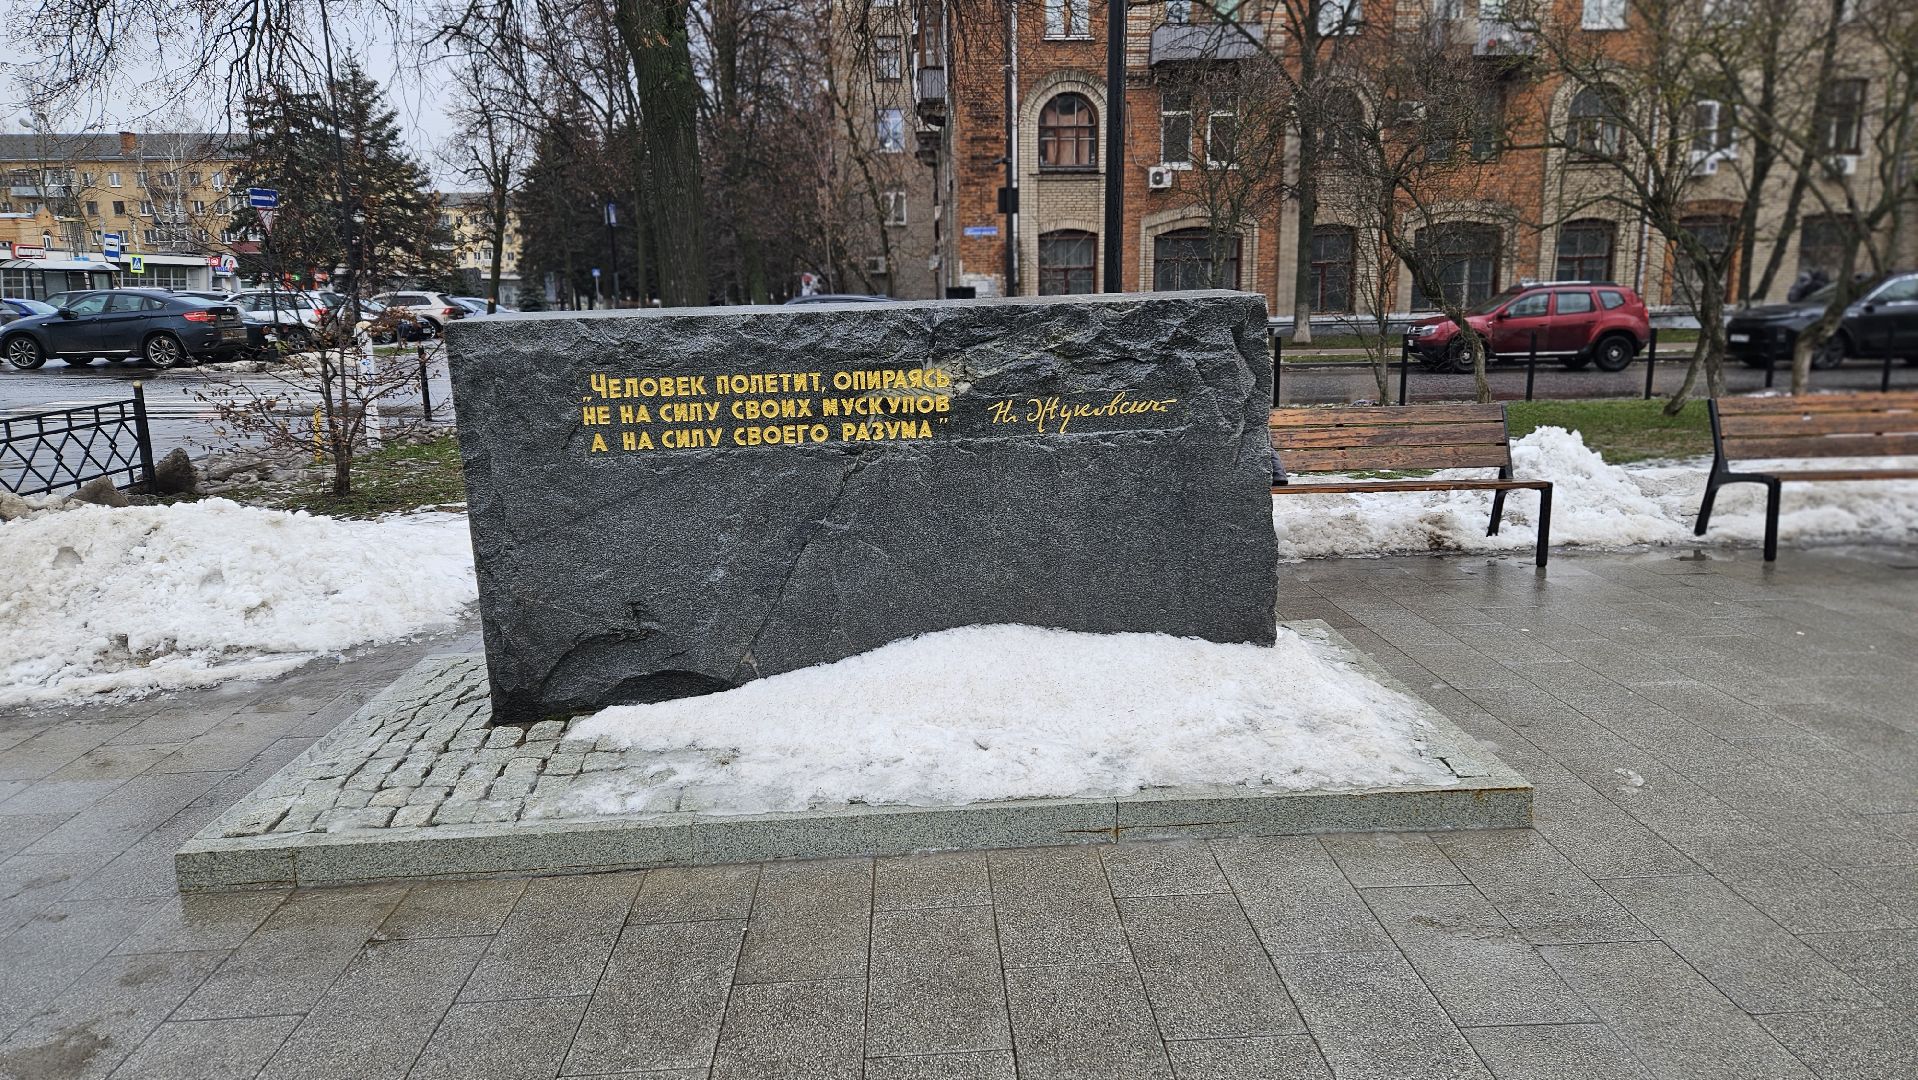 „Человек полетит, опираясь
не на силу своих мускулов
а на силу своего разума"
Н. Жуковский